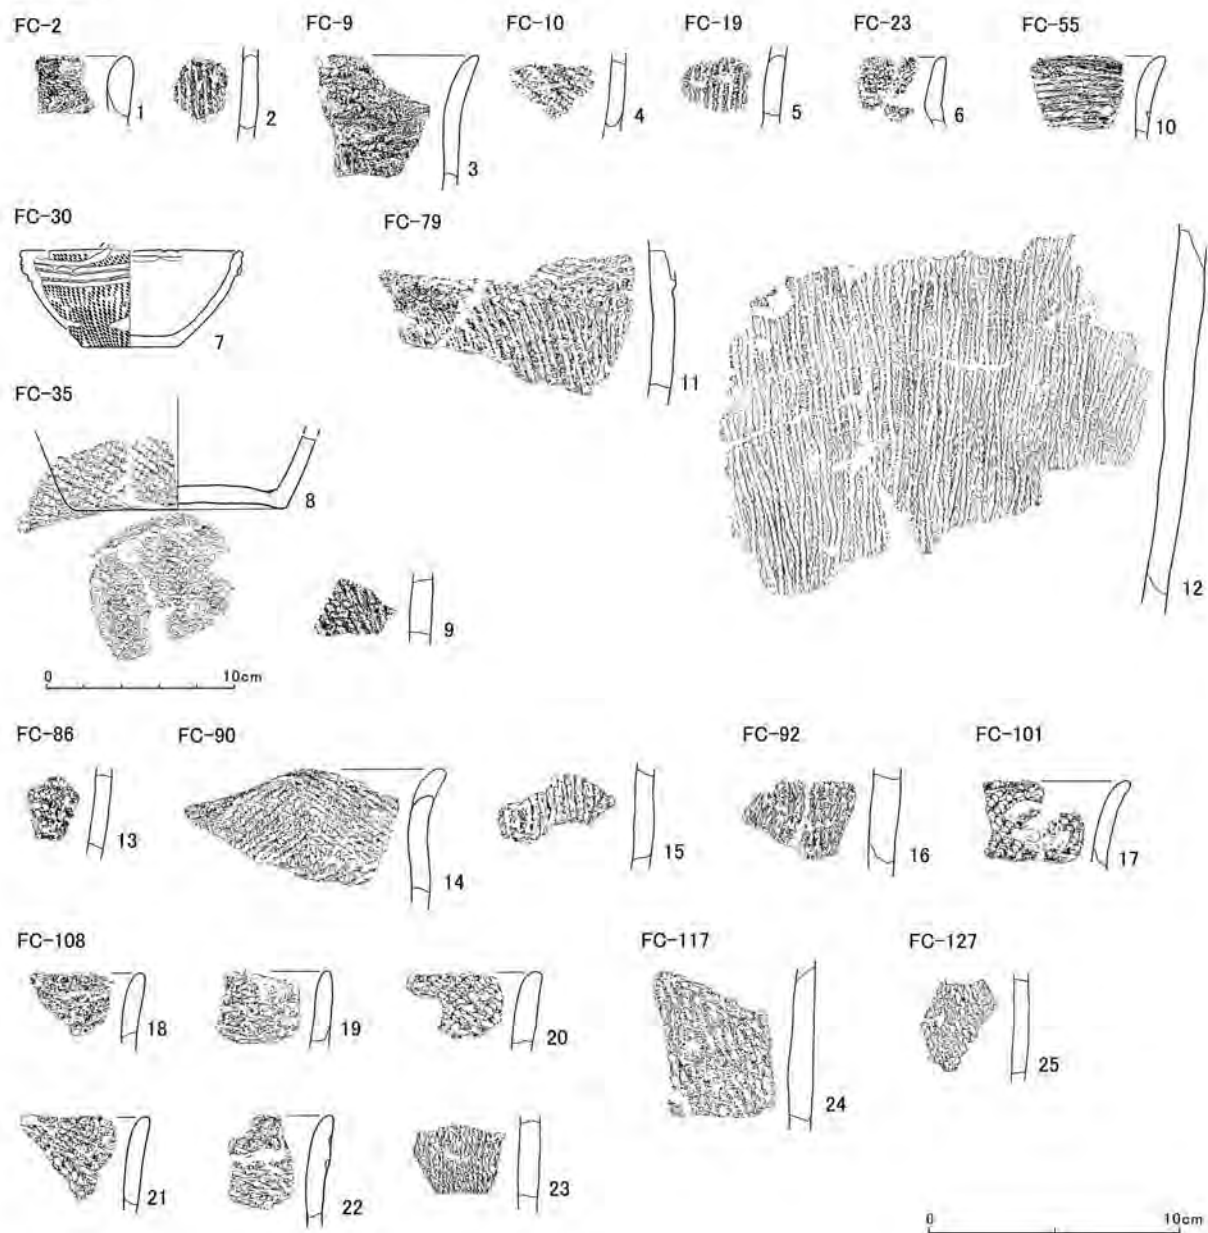 FC-2 FC-9 FC-10 FC-19 FC-23 FC-55
1 2 3 4 5 6 10
FC-30 FC-79
7 11 12
FC-35
8
9
0 10cm
FC-86 FC-90 FC-92 FC-101
13 14 15 16 17
FC-108 FC-117 FC-127
18 19 20 24 25
21 22 23
0 10cm